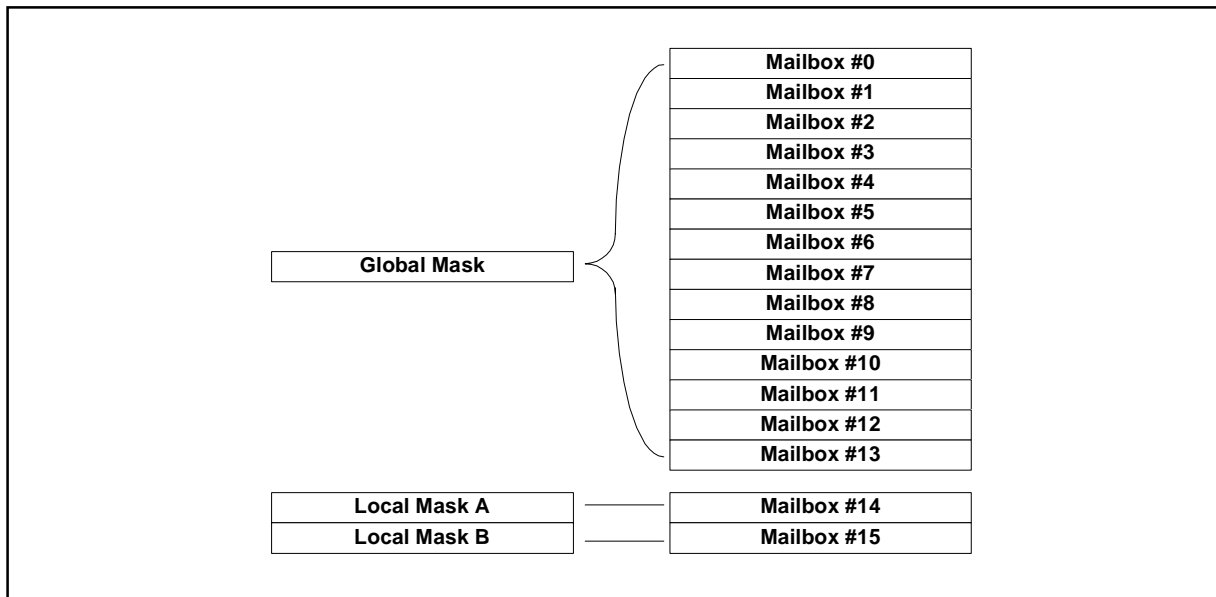 Mailbox #0
Mailbox #1
Mailbox #2
Mailbox #3
Mailbox #4
Mailbox #5
Mailbox #6
Global Mask
Mailbox #7
Mailbox #8
Mailbox #9
Mailbox #10
Mailbox #11
Mailbox #12
Mailbox #13
Local Mask A
Mailbox #14
Local Mask B
Mailbox #15